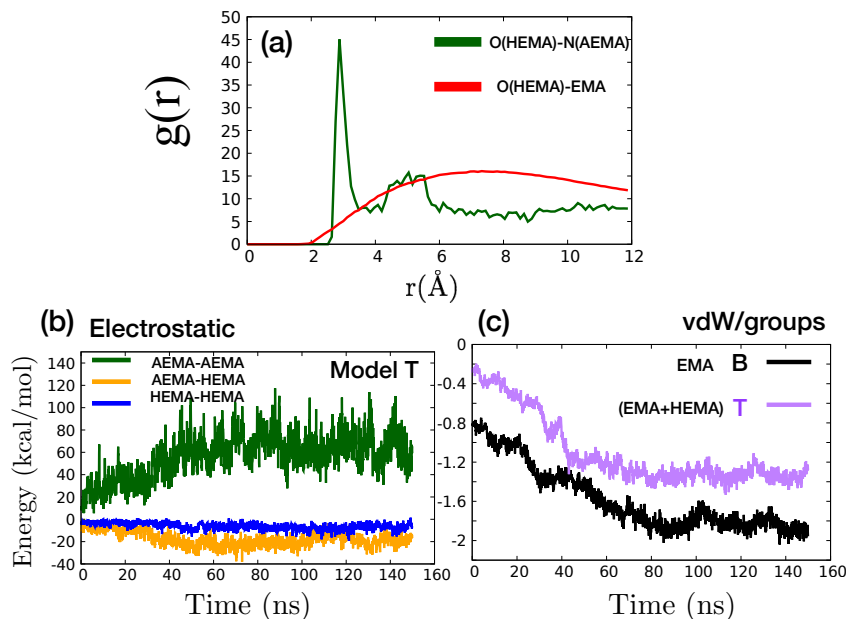 (a)
O(HEMA)-N(AEMA)
O(HEMA)-EMA
g(r)
45
40
35
30
25
20
15
10
5
0
0 2 4 6 8 10 12
r(Å)
(b) Electrostatic
Model T
AEMA-AEMA
AEMA-HEMA
HEMA-HEMA
Energy (kcal/mol)
140
120
100
80
60
40
20
0
-20
-40
0 20 40 60 80 100 120 140 160
Time (ns)
(c) vdW/groups
EMA B
(EMA+HEMA) T
0
-0.4
-0.8
-1.2
-1.6
-2
0 20 40 60 80 100 120 140 160
Time (ns)